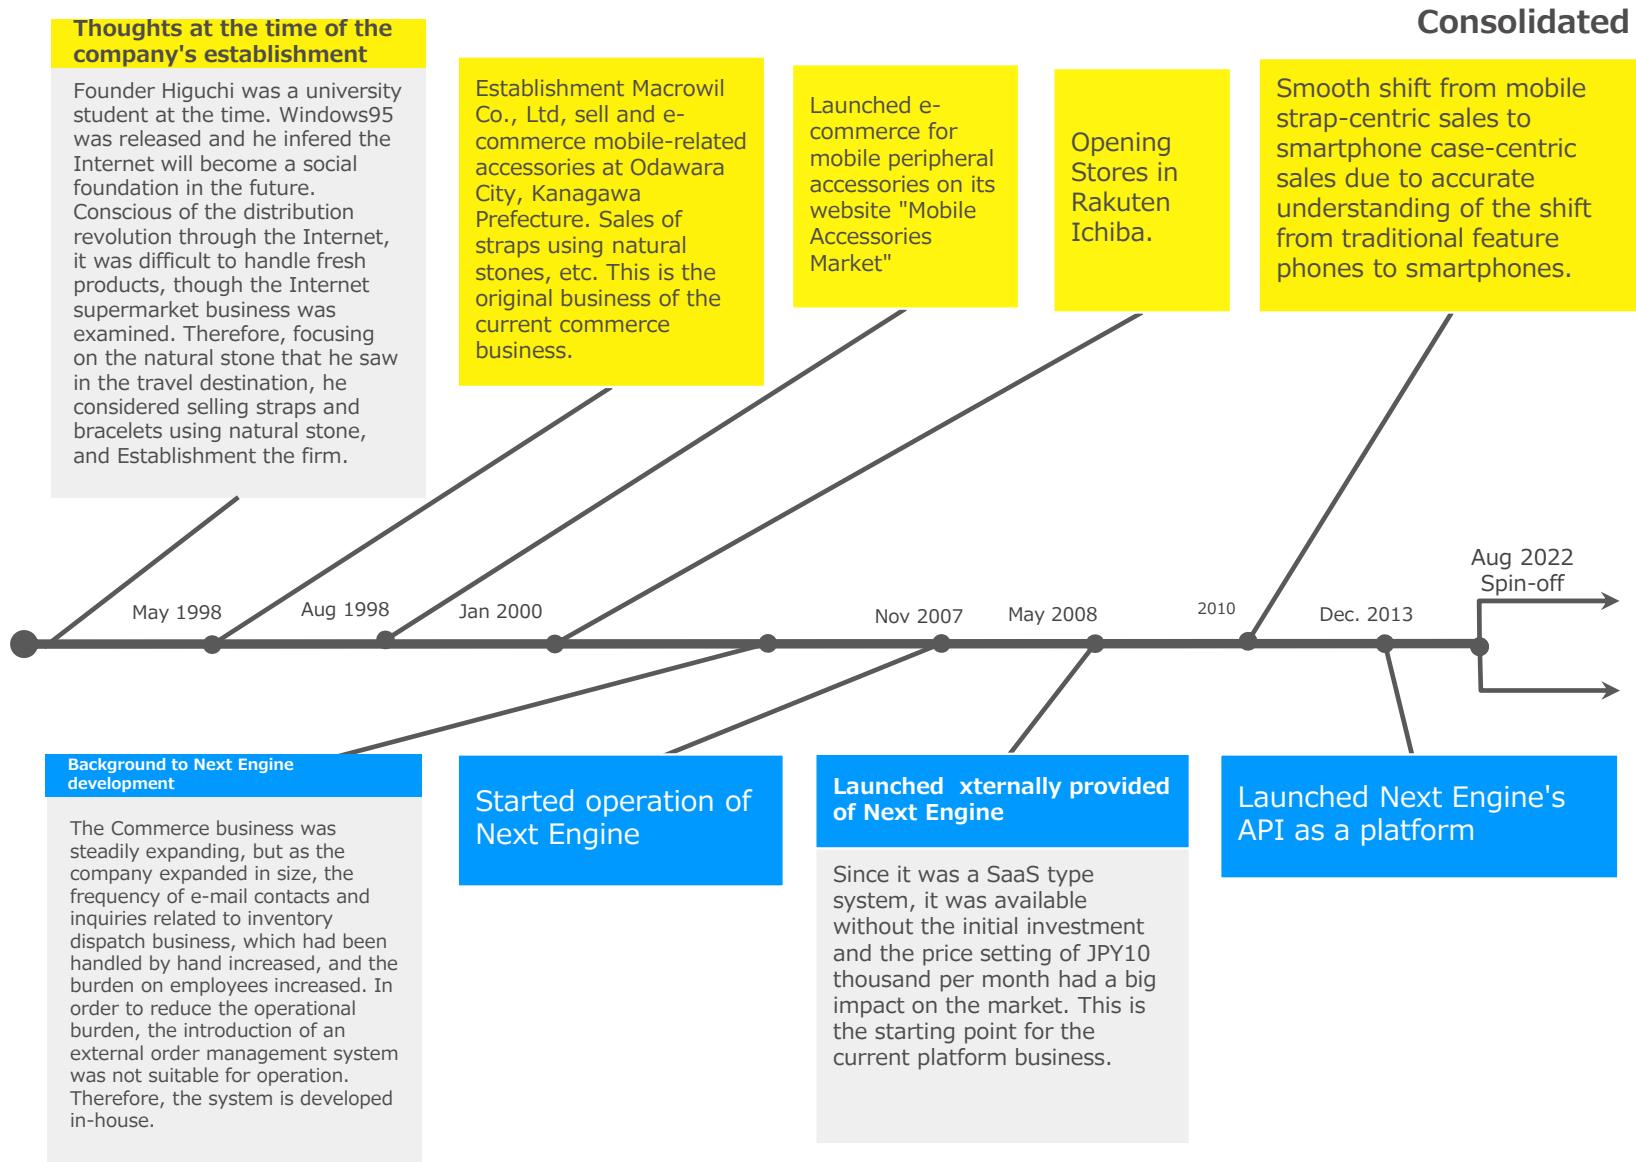 Consolidated
Thoughts at the time of the
company's establishment
Founder Higuchi was a university
student at the time. Windows95
was released and he infered the
Internet will become a social
foundation in the future.
Conscious of the distribution
revolution through the Internet,
it was difficult to handle fresh
products, though the Internet
supermarket business was
examined. Therefore, focusing
on the natural stone that he saw
in the travel destination, he
considered selling straps and
bracelets using natural stone,
and Establishment the firm.
Establishment Macrowil
Co., Ltd, sell and e-
commerce mobile-related
accessories at Odawara
City, Kanagawa
Prefecture. Sales of
straps using natural
stones, etc. This is the
original business of the
current commerce
business.
Launched e-
commerce for
mobile peripheral
accessories on its
website "Mobile
Accessories
Market"
Opening
Stores in
Rakuten
Ichiba.
Smooth shift from mobile
strap-centric sales to
smartphone case-centric
sales due to accurate
understanding of the shift
from traditional feature
phones to smartphones.
May 1998
Aug 1998
Jan 2000
Nov 2007
May 2008
2010
Dec. 2013
Aug 2022
Spin-off
Background to Next Engine
development
The Commerce business was
steadily expanding, but as the
company expanded in size, the
frequency of e-mail contacts and
inquiries related to inventory
dispatch business, which had been
handled by hand increased, and the
burden on employees increased. In
order to reduce the operational
burden, the introduction of an
external order management system
was not suitable for operation.
Therefore, the system is developed
in-house.
Started operation of
Next Engine
Launched  xternally provided
of Next Engine
Since it was a SaaS type
system, it was available
without the initial investment
and the price setting of JPY10
thousand per month had a big
impact on the market. This is
the starting point for the
current platform business.
Launched Next Engine's
API as a platform